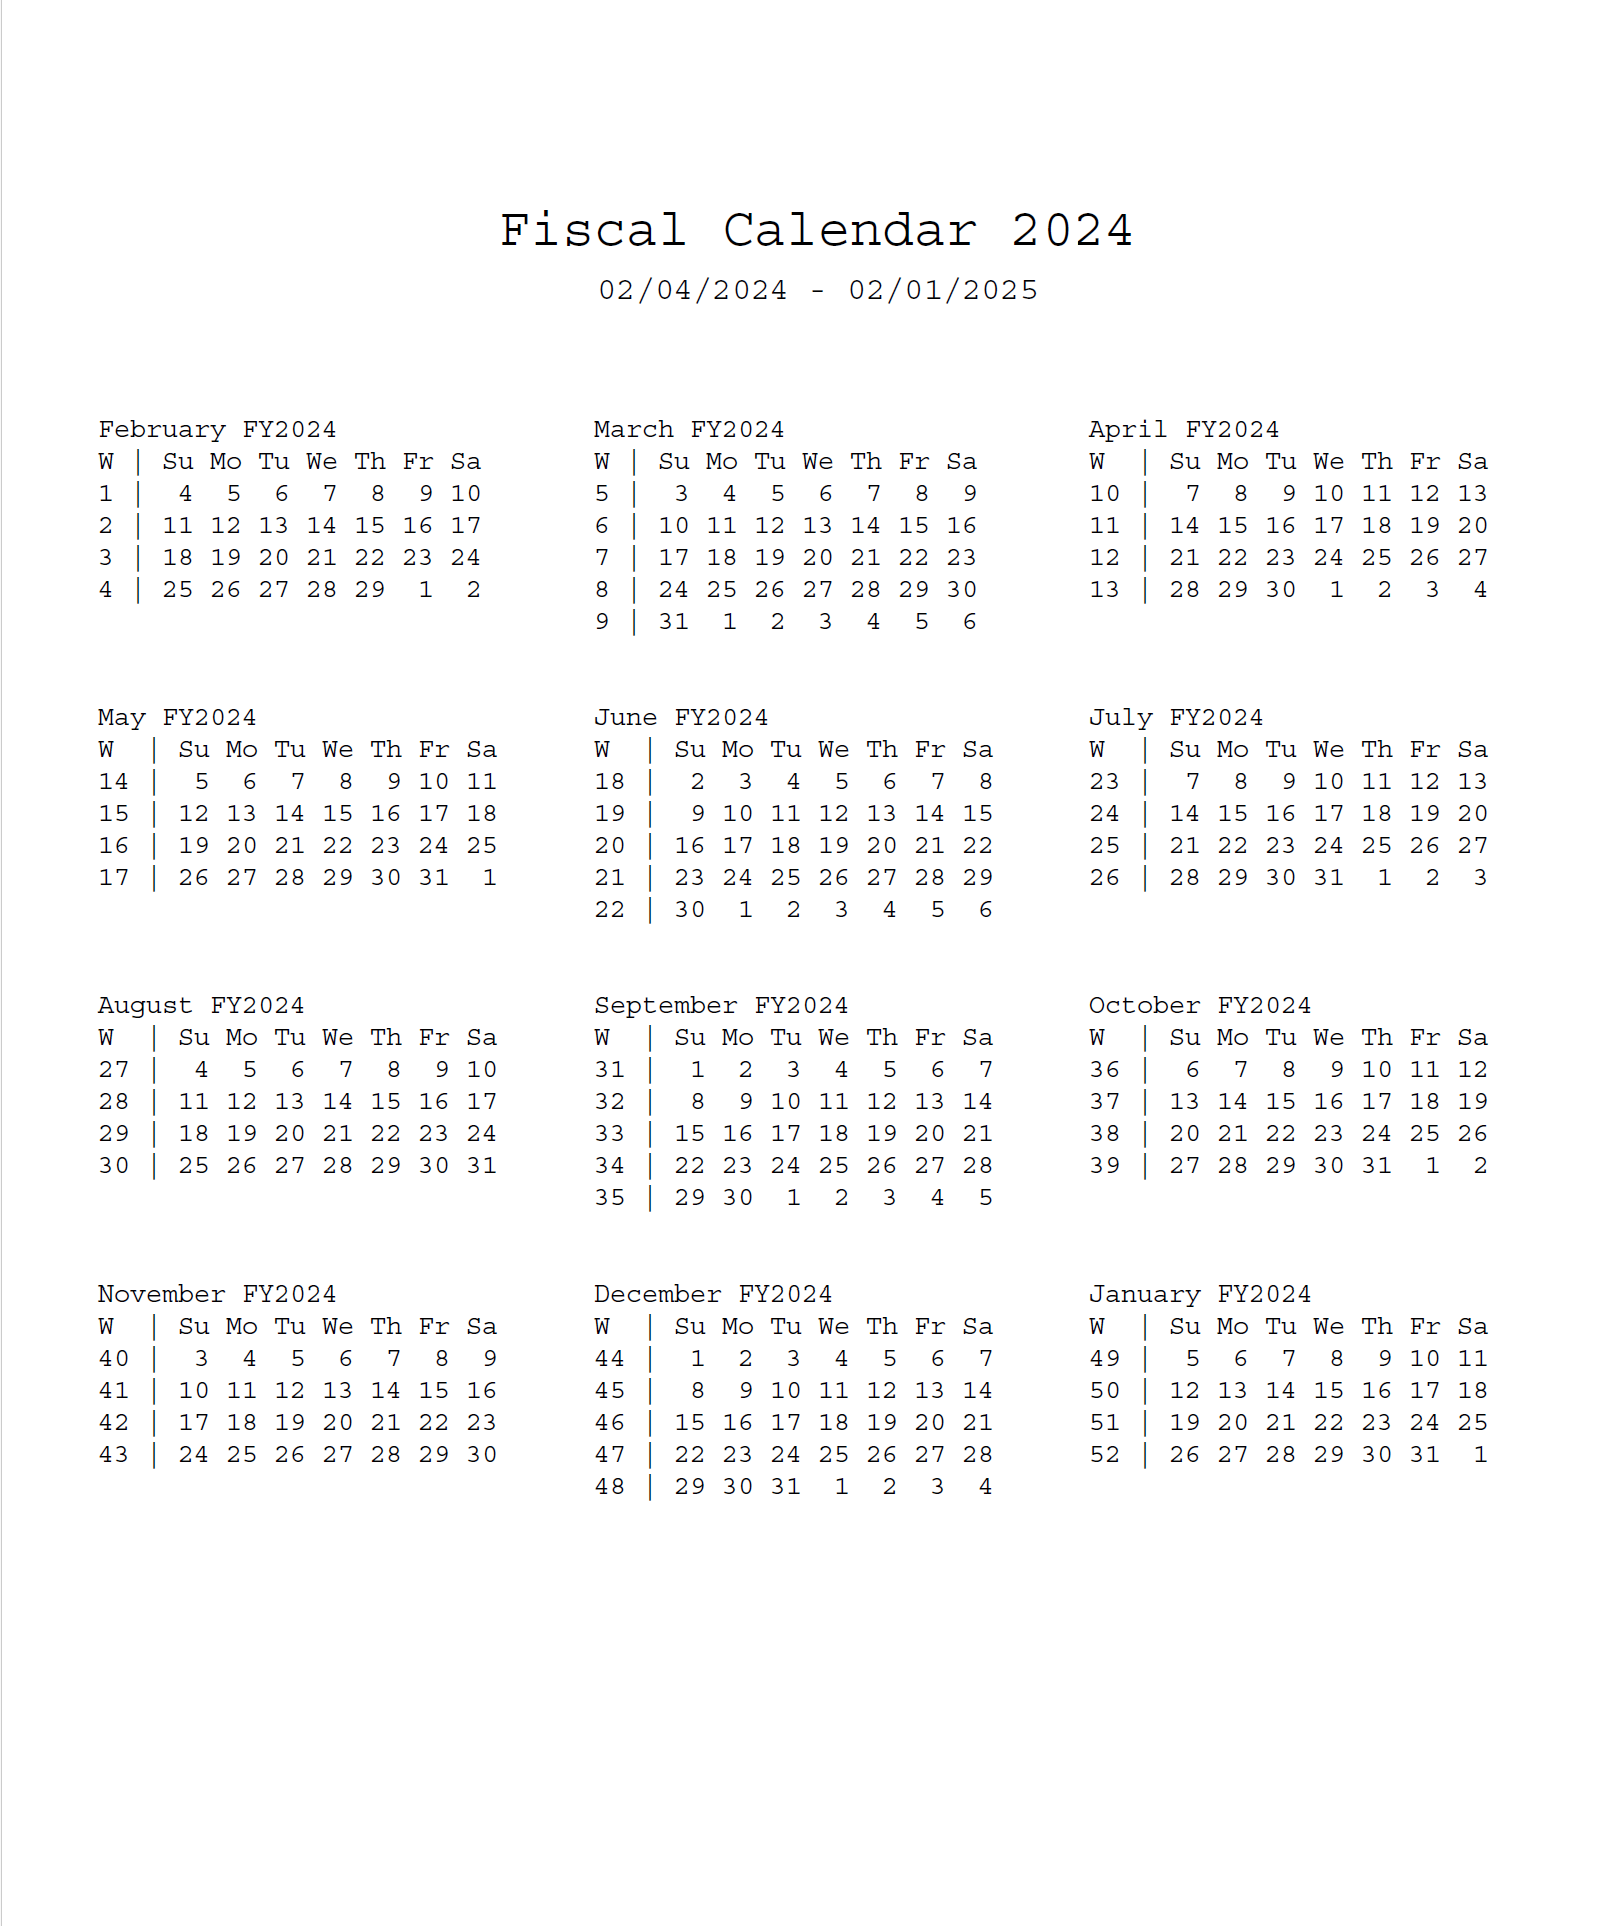 Fiscal Calendar 2024
02/04/2024 - 02/01/2025
February FY2024
W | Su Mo Tu We Th Fr Sa
1 | 4 5 6 7 8 9 10
2 | 11 12 13 14 15 16 17
3 | 18 19 20 21 22 23 24
4 | 25 26 27 28 29 1 2
March FY2024
W | Su Mo Tu We Th Fr Sa
5 | 3 4 5 6 7 8 9
6 | 10 11 12 13 14 15 16
7 | 17 18 19 20 21 22 23
8 | 24 25 26 27 28 29 30
9 | 31 1 2 3 4 5 6
April FY2024
W | Su Mo Tu We Th Fr Sa
10 | 7 8 9 10 11 12 13
11 | 14 15 16 17 18 19 20
12 | 21 22 23 24 25 26 27
13 | 28 29 30 1 2 3 4
May FY2024
W | Su Mo Tu We Th Fr Sa
14 | 5 6 7 8 9 10 11
15 | 12 13 14 15 16 17 18
16 | 19 20 21 22 23 24 25
17 | 26 27 28 29 30 31 1
June FY2024
W | Su Mo Tu We Th Fr Sa
18 | 2 3 4 5 6 7 8
19 | 9 10 11 12 13 14 15
20 | 16 17 18 19 20 21 22
21 | 23 24 25 26 27 28 29
22 | 30 1 2 3 4 5 6
July FY2024
W | Su Mo Tu We Th Fr Sa
23 | 7 8 9 10 11 12 13
24 | 14 15 16 17 18 19 20
25 | 21 22 23 24 25 26 27
26 | 28 29 30 31 1 2 3
August FY2024
W | Su Mo Tu We Th Fr Sa
27 | 4 5 6 7 8 9 10
28 | 11 12 13 14 15 16 17
29 | 18 19 20 21 22 23 24
30 | 25 26 27 28 29 30 31
September FY2024
W | Su Mo Tu We Th Fr Sa
31 | 1 2 3 4 5 6 7
32 | 8 9 10 11 12 13 14
33 | 15 16 17 18 19 20 21
34 | 22 23 24 25 26 27 28
35 | 29 30 1 2 3 4 5
October FY2024
W | Su Mo Tu We Th Fr Sa
36 | 6 7 8 9 10 11 12
37 | 13 14 15 16 17 18 19
38 | 20 21 22 23 24 25 26
39 | 27 28 29 30 31 1 2
November FY2024
W | Su Mo Tu We Th Fr Sa
40 | 3 4 5 6 7 8 9
41 | 10 11 12 13 14 15 16
42 | 17 18 19 20 21 22 23
43 | 24 25 26 27 28 29 30
December FY2024
W | Su Mo Tu We Th Fr Sa
44 | 1 2 3 4 5 6 7
45 | 8 9 10 11 12 13 14
46 | 15 16 17 18 19 20 21
47 | 22 23 24 25 26 27 28
48 | 29 30 31 1 2 3 4
January FY2024
W | Su Mo Tu We Th Fr Sa
49 | 5 6 7 8 9 10 11
50 | 12 13 14 15 16 17 18
51 | 19 20 21 22 23 24 25
52 | 26 27 28 29 30 31 1